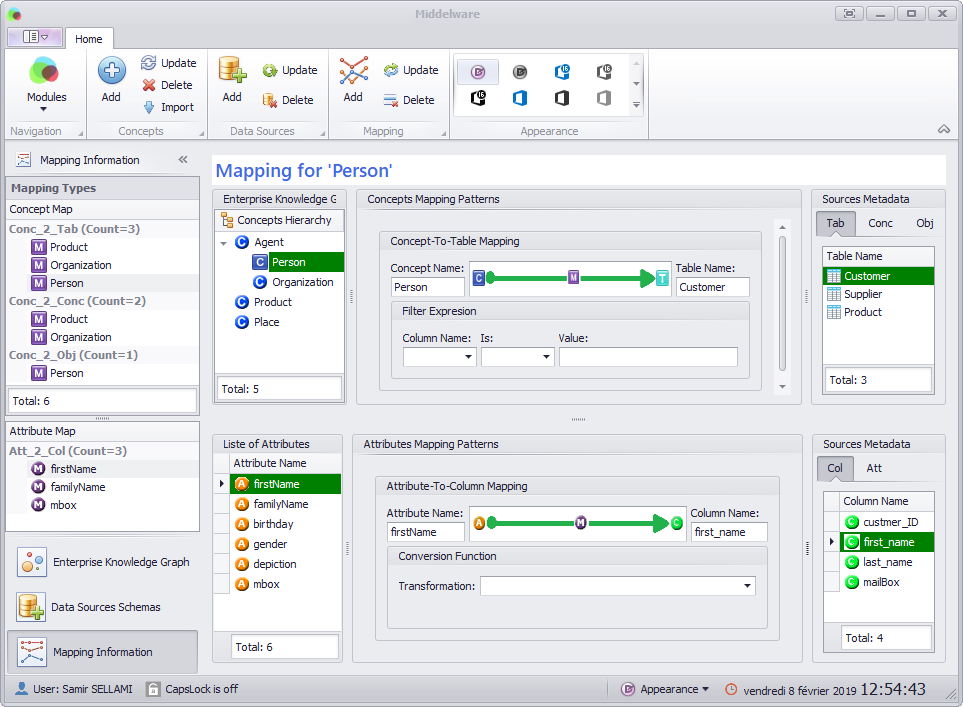 Middelware
Home
Modules
Add
Update
Delete
Import
Add
Update
Delete
Add
Update
Delete
Navigation
Concepts
Data Sources
Mapping
Appearance
Mapping Information
Mapping Types
Concept Map
Conc_2_Tab (Count=3)
M Product
M Organization
M Person
Conc_2_Conc (Count=2)
M Product
M Organization
Conc_2_Obj (Count=1)
M Person
Total: 6
Attribute Map
Att_2_Col (Count=3)
M firstName
M familyName
M mbox
Enterprise Knowledge Graph
Data Sources Schemas
Mapping Information
Mapping for 'Person'
Enterprise Knowledge G
Concepts Hierarchy
C Agent
C Person
C Organization
C Product
C Place
Total: 5
Concepts Mapping Patterns
Concept-To-Table Mapping
Concept Name:
Person
C M T
Table Name:
Customer
Filter Expresion
Column Name: Is: Value:
Sources Metadata
Tab Conc Obj
Table Name
Customer
Supplier
Product
Total: 3
Liste of Attributes
Attribute Name
A firstName
A familyName
A birthday
A gender
A depiction
A mbox
Total: 6
Attributes Mapping Patterns
Attribute-To-Column Mapping
Attribute Name:
firstName
A M C
Column Name:
first_name
Conversion Function
Transformation:
Sources Metadata
Col Att
Column Name
C custmer_ID
C first_name
C last_name
C mailBox
Total: 4
User: Samir SELLAMI CapsLock is off Appearance vendredi 8 février 2019 12:54:43